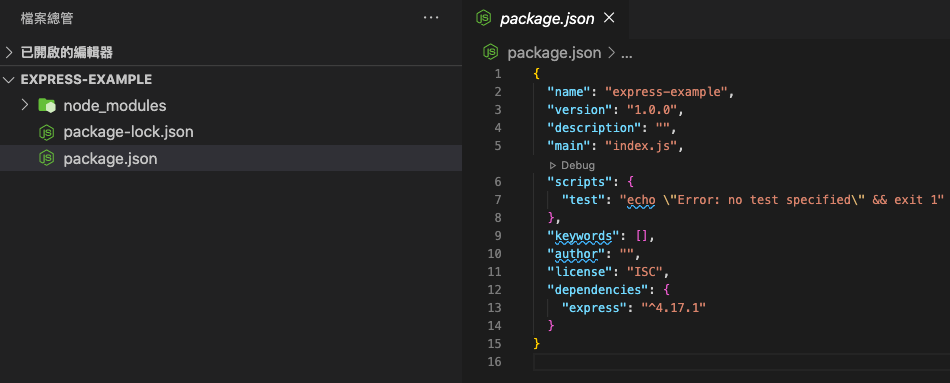 檔案總管
···
已開啟的編輯器
EXPRESS-EXAMPLE
node_modules
package-lock.json
package.json
package.json
package.json > ...
1 {
2 "name": "express-example",
3 "version": "1.0.0",
4 "description": "",
5 "main": "index.js",
Debug
6 "scripts": {
7 "test": "echo \"Error: no test specified\" && exit 1"
8 },
9 "keywords": [],
10 "author": "",
11 "license": "ISC",
12 "dependencies": {
13 "express": "^4.17.1"
14 }
15 }
16